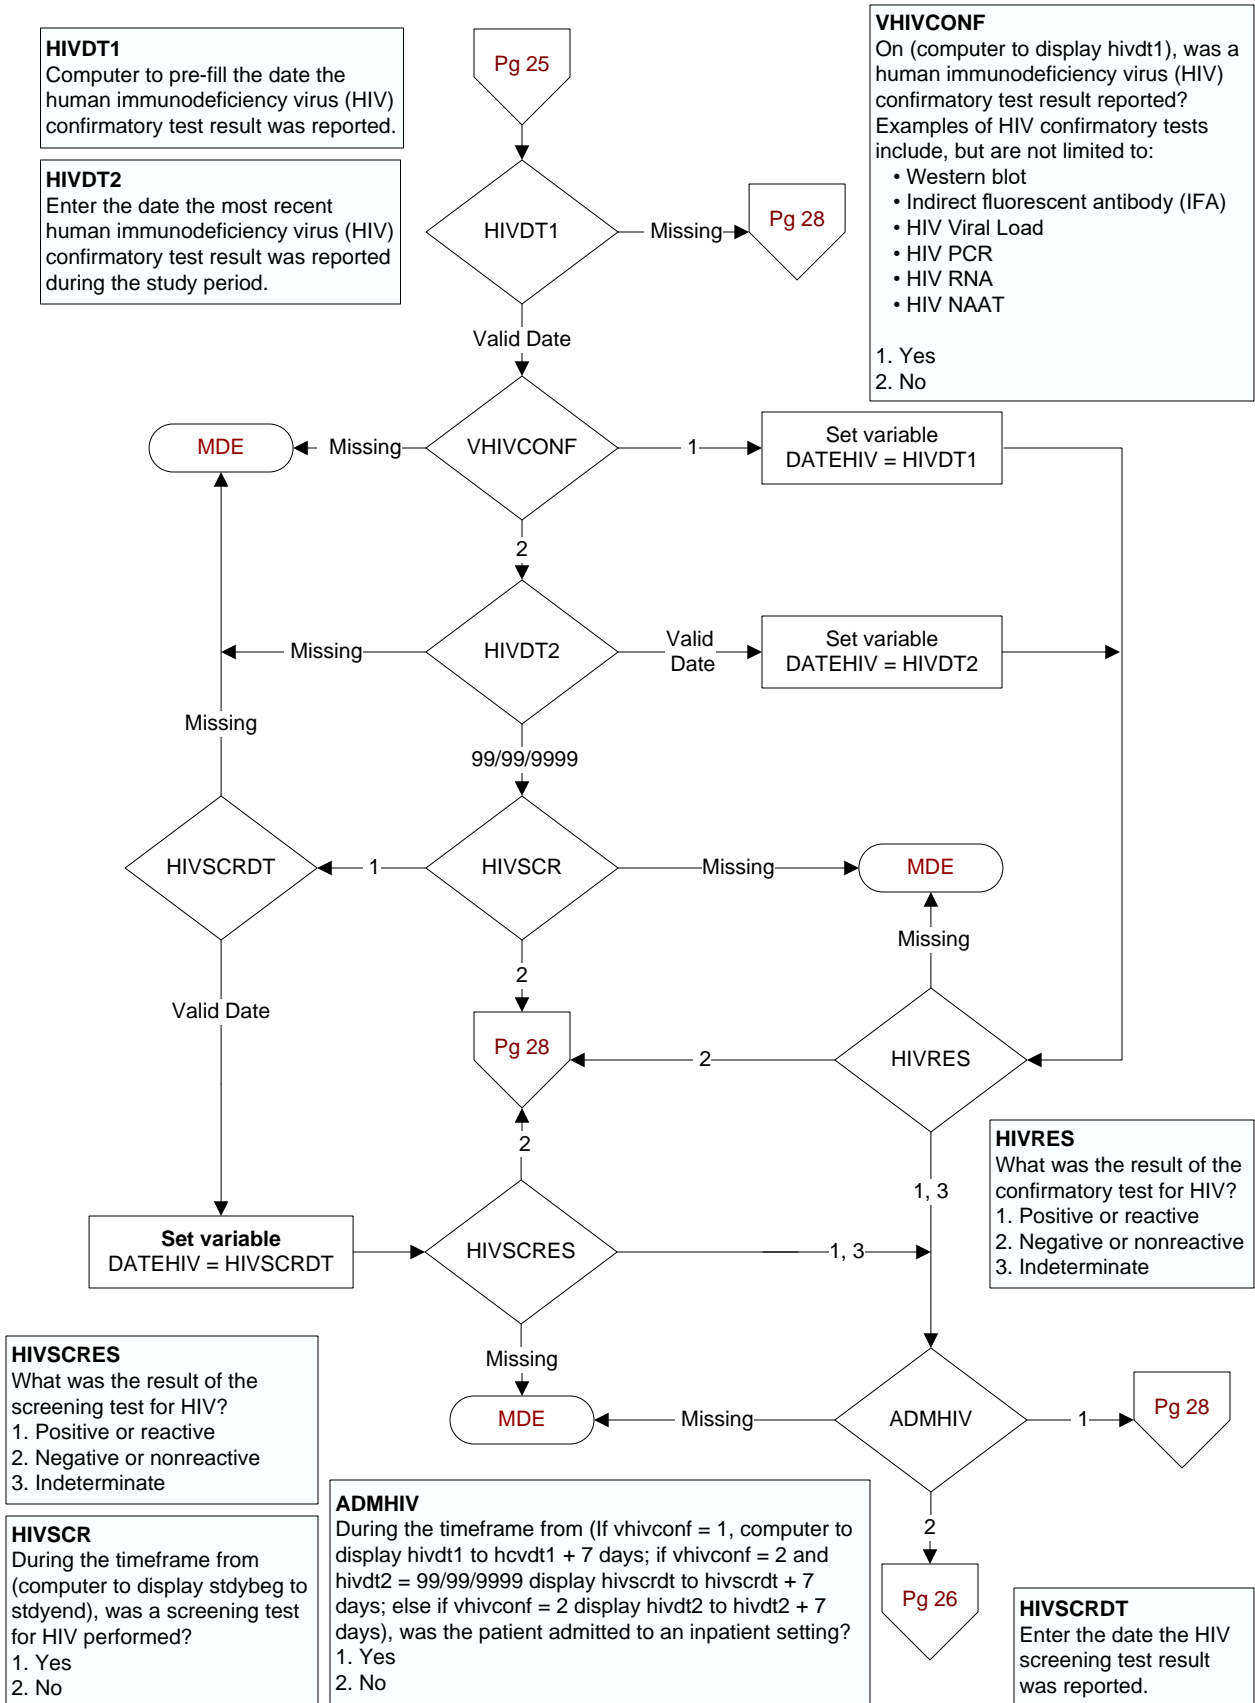 HIVDT1
Computer to pre-fill the date the
human immunodeficiency virus (HIV)
confirmatory test result was reported.
HIVDT2
Enter the date the most recent
human immunodeficiency virus (HIV)
confirmatory test result was reported
during the study period.
Pg 25
VHIVCONF
On (computer to display hivdt1), was a
human immunodeficiency virus (HIV)
confirmatory test result reported?
Examples of HIV confirmatory tests
include, but are not limited to:
• Western blot
• Indirect fluorescent antibody (IFA)
• HIV Viral Load
• HIV PCR
• HIV RNA
• HIV NAAT
1. Yes
2. No
HIVDT1
Missing
Pg 28
Valid Date
MDE
Missing
VHIVCONF
1
Set variable
DATEHIV = HIVDT1
2
Missing
HIVDT2
Valid
Date
Set variable
DATEHIV = HIVDT2
Missing
99/99/9999
HIVSCRDT
1
HIVSCR
Missing
MDE
Missing
2
Valid Date
Pg 28
2
HIVRES
2
HIVRES
What was the result of the
confirmatory test for HIV?
1. Positive or reactive
2. Negative or nonreactive
3. Indeterminate
1, 3
Set variable
DATEHIV = HIVSCRDT
HIVSCRES
1, 3
Missing
HIVSCRES
What was the result of the
screening test for HIV?
1. Positive or reactive
2. Negative or nonreactive
3. Indeterminate
MDE
Missing
ADMHIV
1
Pg 28
2
Pg 26
HIVSCR
During the timeframe from
(computer to display stdybeg to
stdyend), was a screening test
for HIV performed?
1. Yes
2. No
ADMHIV
During the timeframe from (If vhivconf = 1, computer to
display hivdt1 to hcvdt1 + 7 days; if vhivconf = 2 and
hivdt2 = 99/99/9999 display hivscrdt to hivscrdt + 7
days; else if vhivconf = 2 display hivdt2 to hivdt2 + 7
days), was the patient admitted to an inpatient setting?
1. Yes
2. No
HIVSCRDT
Enter the date the HIV
screening test result
was reported.